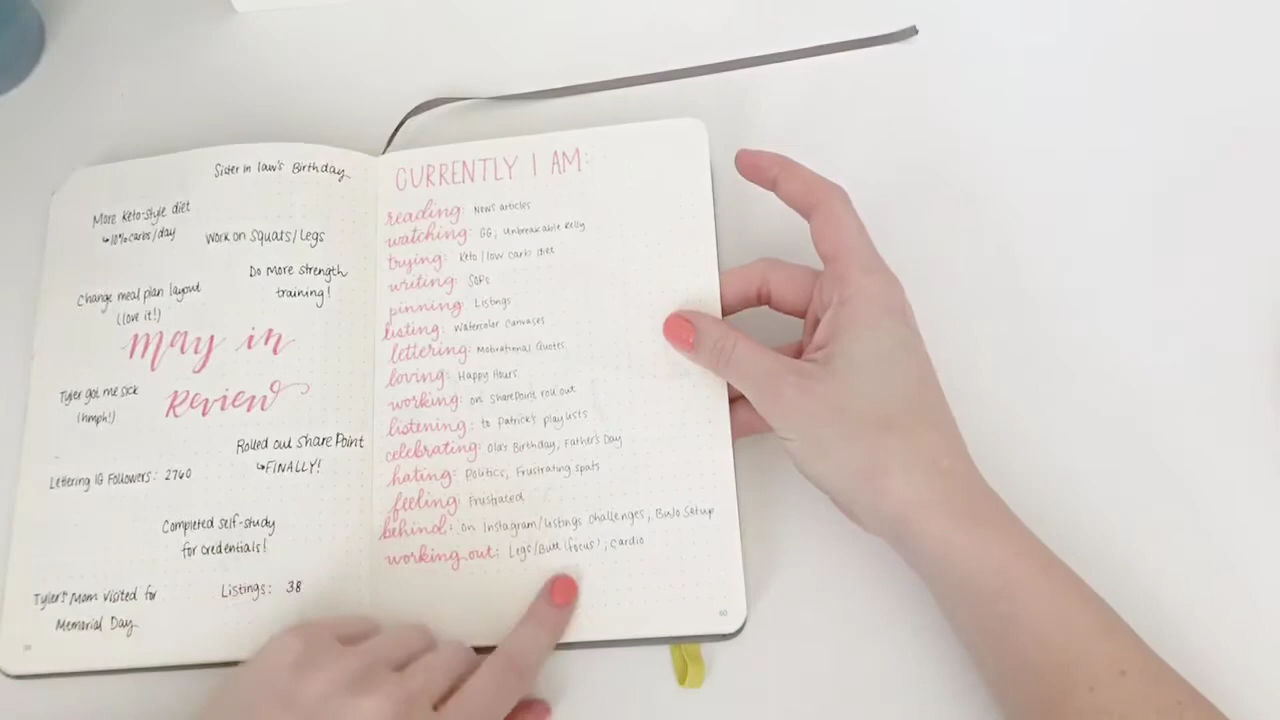 Sister in law's Birthday
More Keto-style diet
↳10% carbs/day
Work on Squats/Legs
Do More strength
training!
Change meal plan layout
(love it!)
May in
Review
Tyler got me sick
(hmph!)
Rolled out SharePoint
↳FINALLY!
Lettering IG Followers: 2760
Completed self-study
for credentials!
Tyler's Mom visited for
Memorial Day
Listings: 38
CURRENTLY I AM:
reading: News articles
watching: GG, Unbreakable Kelly
trying: Keto/low carb diet
writing: SOPs
pinning: Listings
listing: Watercolor Canvases
lettering: Motivational Quotes
loving: Happy Hours
working: on SharePoint roll out
listening: to Patrick's playlists
celebrating: Ola's Birthday, Father's Day
hating: Politics, Frustrating spats
feeling: Frustrated
behind: on Instagram/Listings Challenges, BuJo Setup
working out: Legs/Butt 'focus', Cardio
60